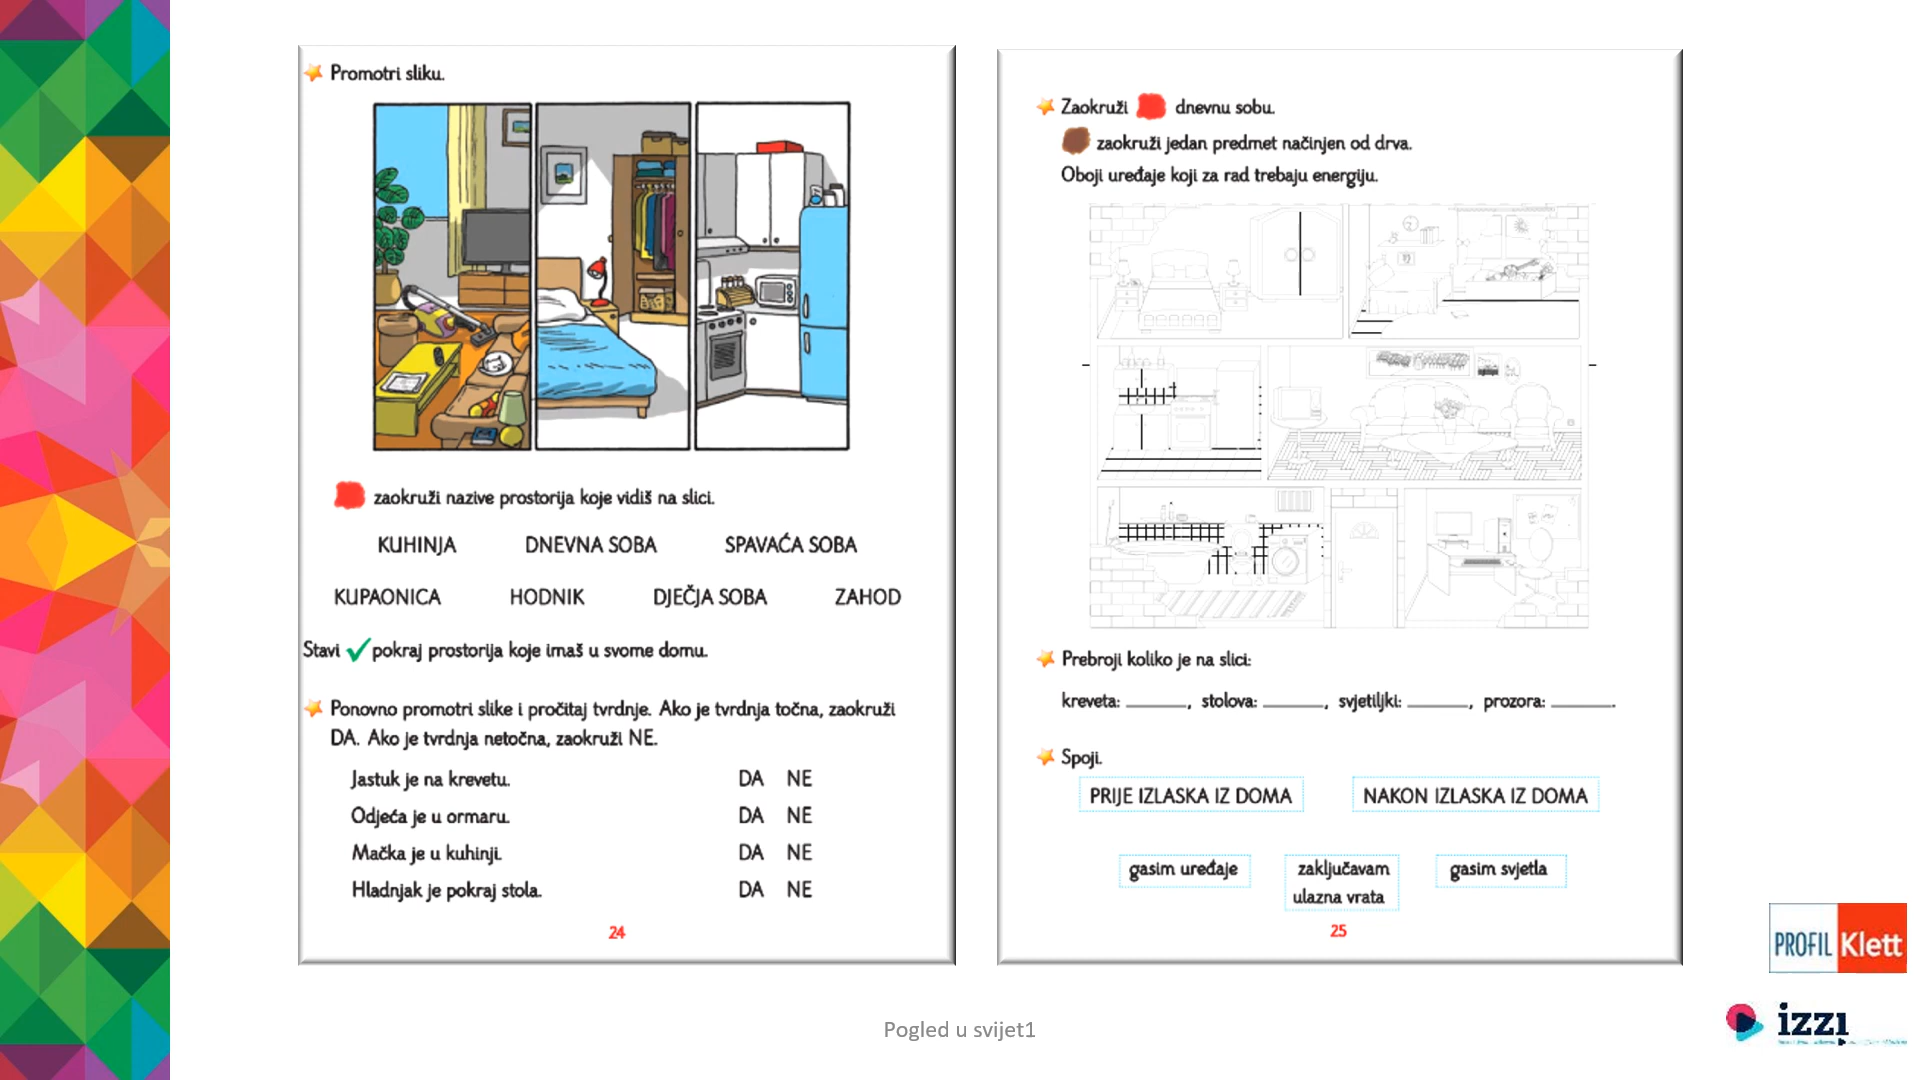 Promotri sliku.
zaokruži nazive prostorija koje vidiš na slici.
KUHINJA DNEVNA SOBA SPAVAĆA SOBA
KUPAONICA HODNIK DJEČJA SOBA ZAHOD
Stavi pokraj prostorija koje imaš u svome domu.
Ponovno promotri slike i pročitaj tvrdnje. Ako je tvrdnja točna, zaokruži
DA. Ako je tvrdnja netočna, zaokruži NE.
Jastuk je na krevetu. DA NE
Odjeća je u ormaru. DA NE
Mačka je u kuhinji. DA NE
Hladnjak je pokraj stola. DA NE
24
Zaokruži dnevnu sobu.
zaokruži jedan predmet načinjen od drva.
Oboji uređaje koji za rad trebaju energiju.
Prebroji koliko je na slici:
kreveta: ______, stolova: ______, svjetiljki: ______, prozora: ______.
Spoji.
PRIJE IZLASKA IZ DOMA NAKON IZLASKA IZ DOMA
gasim uređaje zaključavam gasim svjetla
ulazna vrata
25
PROFIL Klett
izzi
Pogled u svijet1